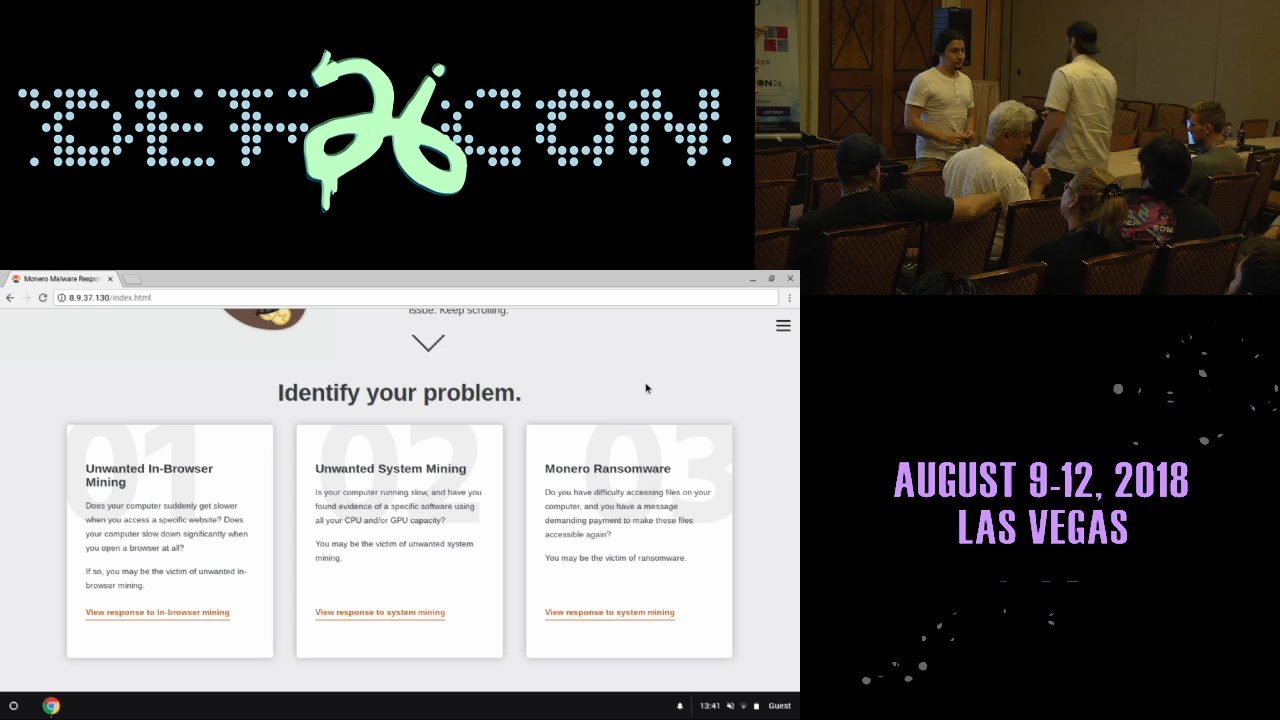 DEF 26 CON
age
ON26
COM
Monero Malware Respon
8.9.37.130/index.html
issue. Keep scrolling.
Identify your problem.
01
Unwanted In-Browser
Mining
Does your computer suddenly get slower
when you access a specific website? Does
your computer slow down significantly when
you open a browser at all?
If so, you may be the victim of unwanted in-
browser mining.
View response to in-browser mining
02
Unwanted System Mining
Is your computer running slow, and have you
found evidence of a specific software using
all your CPU and/or GPU capacity?
You may be the victim of unwanted system
mining.
View response to system mining
03
Monero Ransomware
Do you have difficulty accessing files on your
computer, and you have a message
demanding payment to make these files
accessible again?
You may be the victim of ransomware.
View response to system mining
13:41
Guest
AUGUST 9-12, 2018
LAS VEGAS